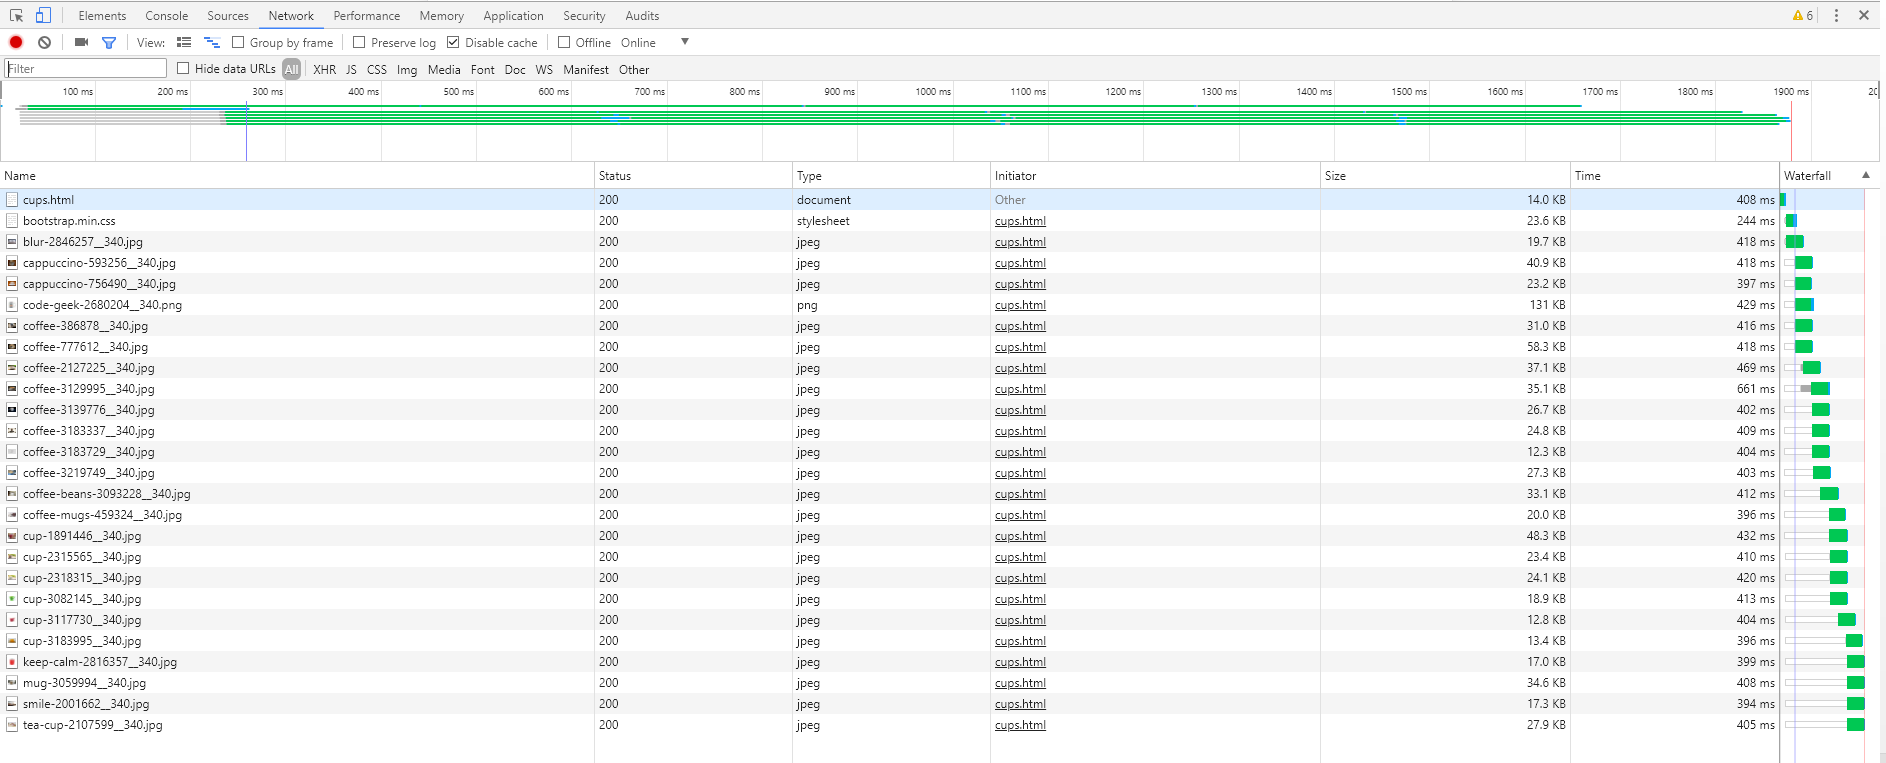 Elements Console Sources Network Performance Memory Application Security Audits 6
View: Group by frame Preserve log Disable cache Offline Online
Filter Hide data URLs All XHR JS CSS Img Media Font Doc WS Manifest Other
100 ms 200 ms 300 ms 400 ms 500 ms 600 ms 700 ms 800 ms 900 ms 1000 ms 1100 ms 1200 ms 1300 ms 1400 ms 1500 ms 1600 ms 1700 ms 1800 ms 1900 ms
Name Status Type Initiator Size Time Waterfall
cups.html 200 document Other 14.0 KB 408 ms
bootstrap.min.css 200 stylesheet cups.html 23.6 KB 244 ms
blur-2846257__340.jpg 200 jpeg cups.html 19.7 KB 418 ms
cappuccino-593256__340.jpg 200 jpeg cups.html 40.9 KB 418 ms
cappuccino-756490__340.jpg 200 jpeg cups.html 23.2 KB 397 ms
code-geek-2680204__340.png 200 png cups.html 131 KB 429 ms
coffee-386878__340.jpg 200 jpeg cups.html 31.0 KB 416 ms
coffee-777612__340.jpg 200 jpeg cups.html 58.3 KB 418 ms
coffee-2127225__340.jpg 200 jpeg cups.html 37.1 KB 469 ms
coffee-3129995__340.jpg 200 jpeg cups.html 35.1 KB 661 ms
coffee-3139776__340.jpg 200 jpeg cups.html 26.7 KB 402 ms
coffee-3183337__340.jpg 200 jpeg cups.html 24.8 KB 409 ms
coffee-3183729__340.jpg 200 jpeg cups.html 12.3 KB 404 ms
coffee-3219749__340.jpg 200 jpeg cups.html 27.3 KB 403 ms
coffee-beans-3093228__340.jpg 200 jpeg cups.html 33.1 KB 412 ms
coffee-mugs-459324__340.jpg 200 jpeg cups.html 20.0 KB 396 ms
cup-1891446__340.jpg 200 jpeg cups.html 48.3 KB 432 ms
cup-2315565__340.jpg 200 jpeg cups.html 23.4 KB 410 ms
cup-2318315__340.jpg 200 jpeg cups.html 24.1 KB 420 ms
cup-3082145__340.jpg 200 jpeg cups.html 18.9 KB 413 ms
cup-3117730__340.jpg 200 jpeg cups.html 12.8 KB 404 ms
cup-3183995__340.jpg 200 jpeg cups.html 13.4 KB 396 ms
keep-calm-2816357__340.jpg 200 jpeg cups.html 17.0 KB 399 ms
mug-3059994__340.jpg 200 jpeg cups.html 34.6 KB 408 ms
smile-2001662__340.jpg 200 jpeg cups.html 17.3 KB 394 ms
tea-cup-2107599__340.jpg 200 jpeg cups.html 27.9 KB 405 ms